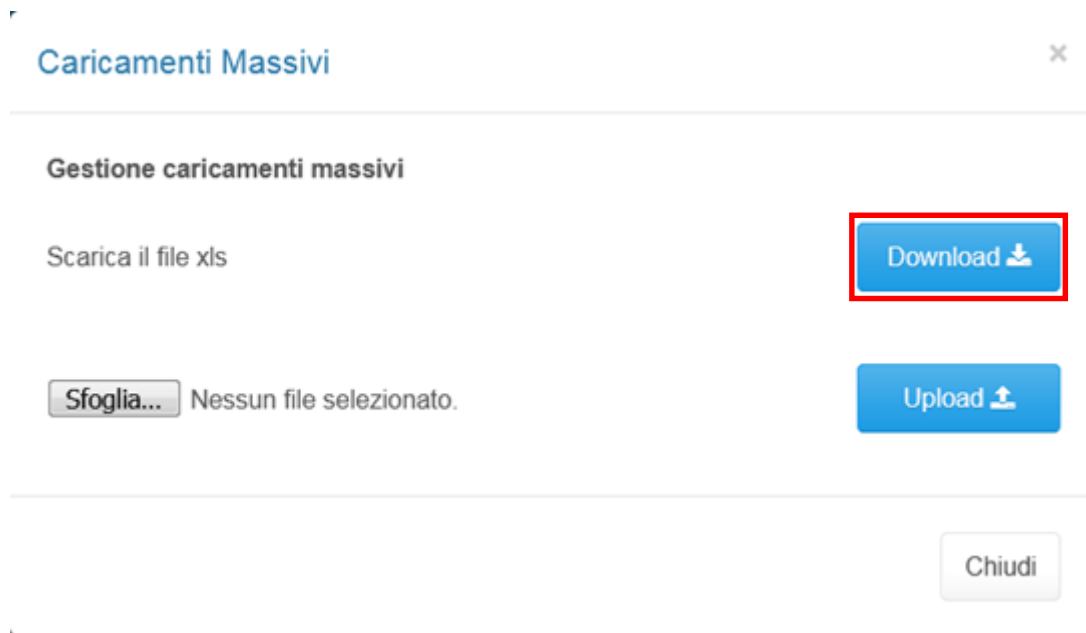 Caricamenti Massivi
×
Gestione caricamenti massivi
Scarica il file xls
Download
Sfoglia... Nessun file selezionato.
Upload
Chiudi